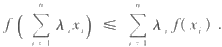 f ( ∑_{i=1}^{n} λ_i x_i ) ≤ ∑_{i=1}^{n} λ_i f( x_i ) .